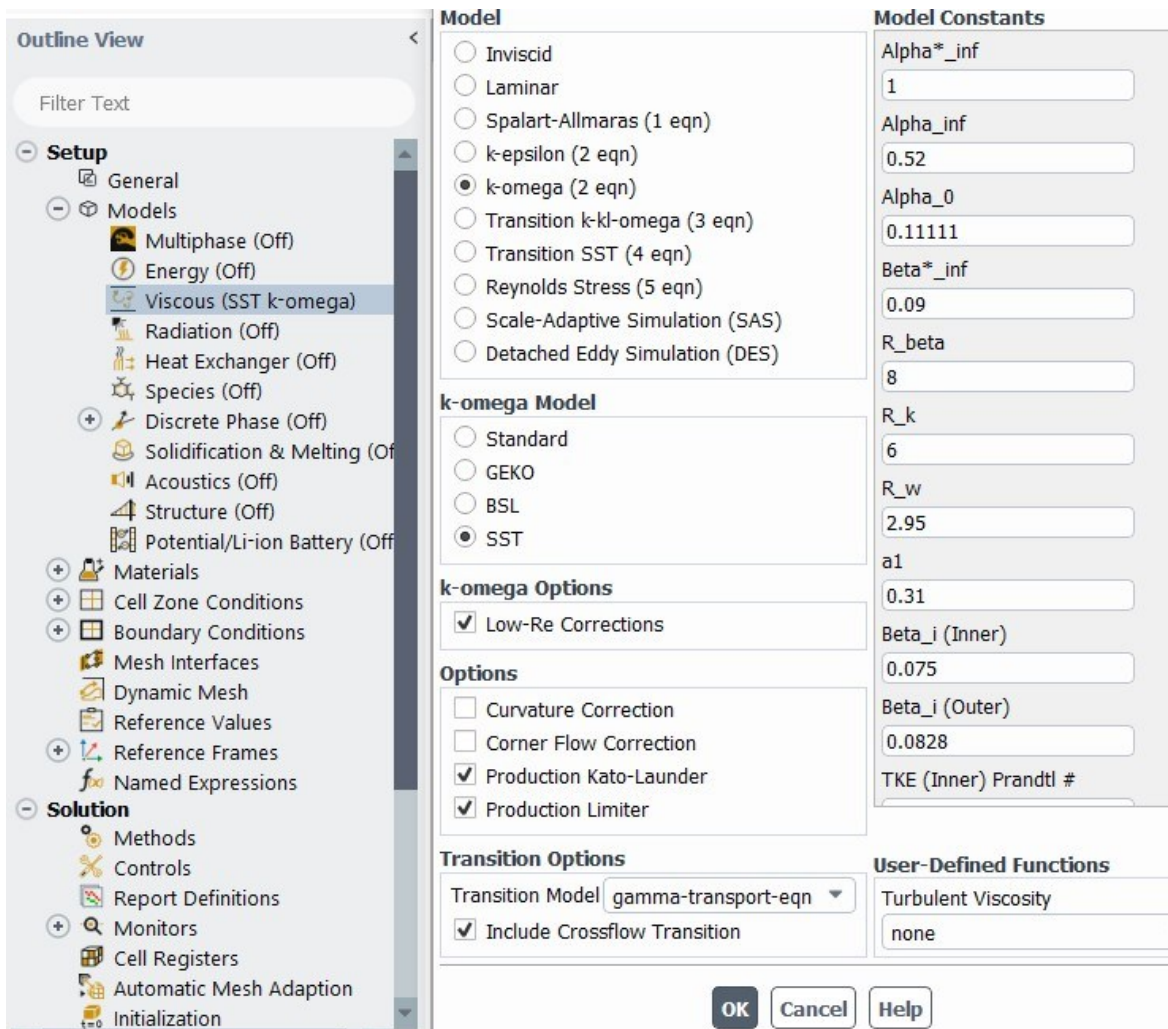 Outline View
<
Filter Text
Setup
General
Models
Multiphase (Off)
Energy (Off)
Viscous (SST k-omega)
Radiation (Off)
Heat Exchanger (Off)
Species (Off)
Discrete Phase (Off)
Solidification & Melting (Of
Acoustics (Off)
Structure (Off)
Potential/Li-ion Battery (Off
Materials
Cell Zone Conditions
Boundary Conditions
Mesh Interfaces
Dynamic Mesh
Reference Values
Reference Frames
fx Named Expressions
Solution
Methods
Controls
Report Definitions
Monitors
Cell Registers
Automatic Mesh Adaption
t=0 Initialization
Model
Inviscid
Laminar
Spalart-Allmaras (1 eqn)
k-epsilon (2 eqn)
k-omega (2 eqn)
Transition k-kl-omega (3 eqn)
Transition SST (4 eqn)
Reynolds Stress (5 eqn)
Scale-Adaptive Simulation (SAS)
Detached Eddy Simulation (DES)
k-omega Model
Standard
GEKO
BSL
SST
k-omega Options
Low-Re Corrections
Options
Curvature Correction
Corner Flow Correction
Production Kato-Launder
Production Limiter
Transition Options
Transition Model gamma-transport-eqn
Include Crossflow Transition
Model Constants
Alpha*_inf
1
Alpha_inf
0.52
Alpha_0
0.11111
Beta*_inf
0.09
R_beta
8
R_k
6
R_w
2.95
a1
0.31
Beta_i (Inner)
0.075
Beta_i (Outer)
0.0828
TKE (Inner) Prandtl #
User-Defined Functions
Turbulent Viscosity
none
OK Cancel Help